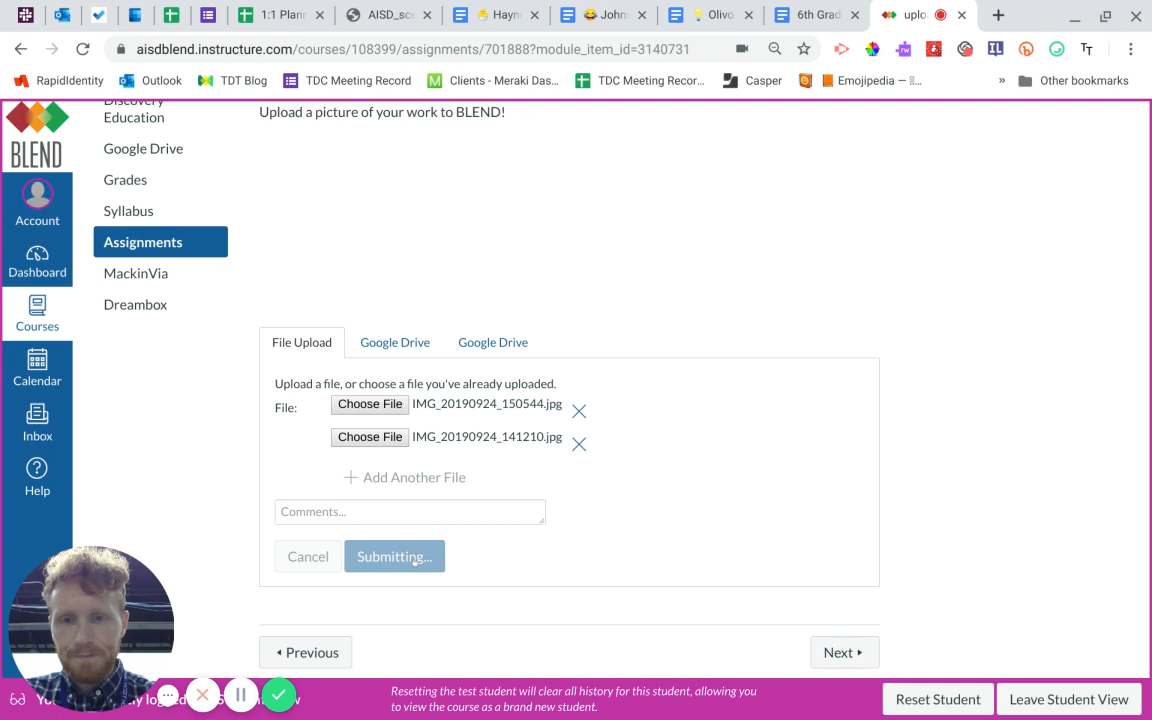 1:1 Plann
AISD_sce
Hayne
Johns
Olivo
6th Grad
uplo
aisdblend.instructure.com/courses/108399/assignments/701888?module_item_id=3140731
RapidIdentity
Outlook
TDT Blog
TDC Meeting Record
Clients - Meraki Das...
TDC Meeting Recor...
Casper
Emojipedia —
»
Other bookmarks
BLEND
Account
Dashboard
Courses
Calendar
Inbox
Help
Discovery
Education
Google Drive
Grades
Syllabus
Assignments
MackinVia
Dreambox
Upload a picture of your work to BLEND!
File Upload
Google Drive
Google Drive
Upload a file, or choose a file you've already uploaded.
File:
Choose File IMG_20190924_150544.jpg
Choose File IMG_20190924_141210.jpg
Add Another File
Comments...
Cancel
Submitting...
Previous
Next
Resetting the test student will clear all history for this student, allowing you
to view the course as a brand new student.
Reset Student
Leave Student View